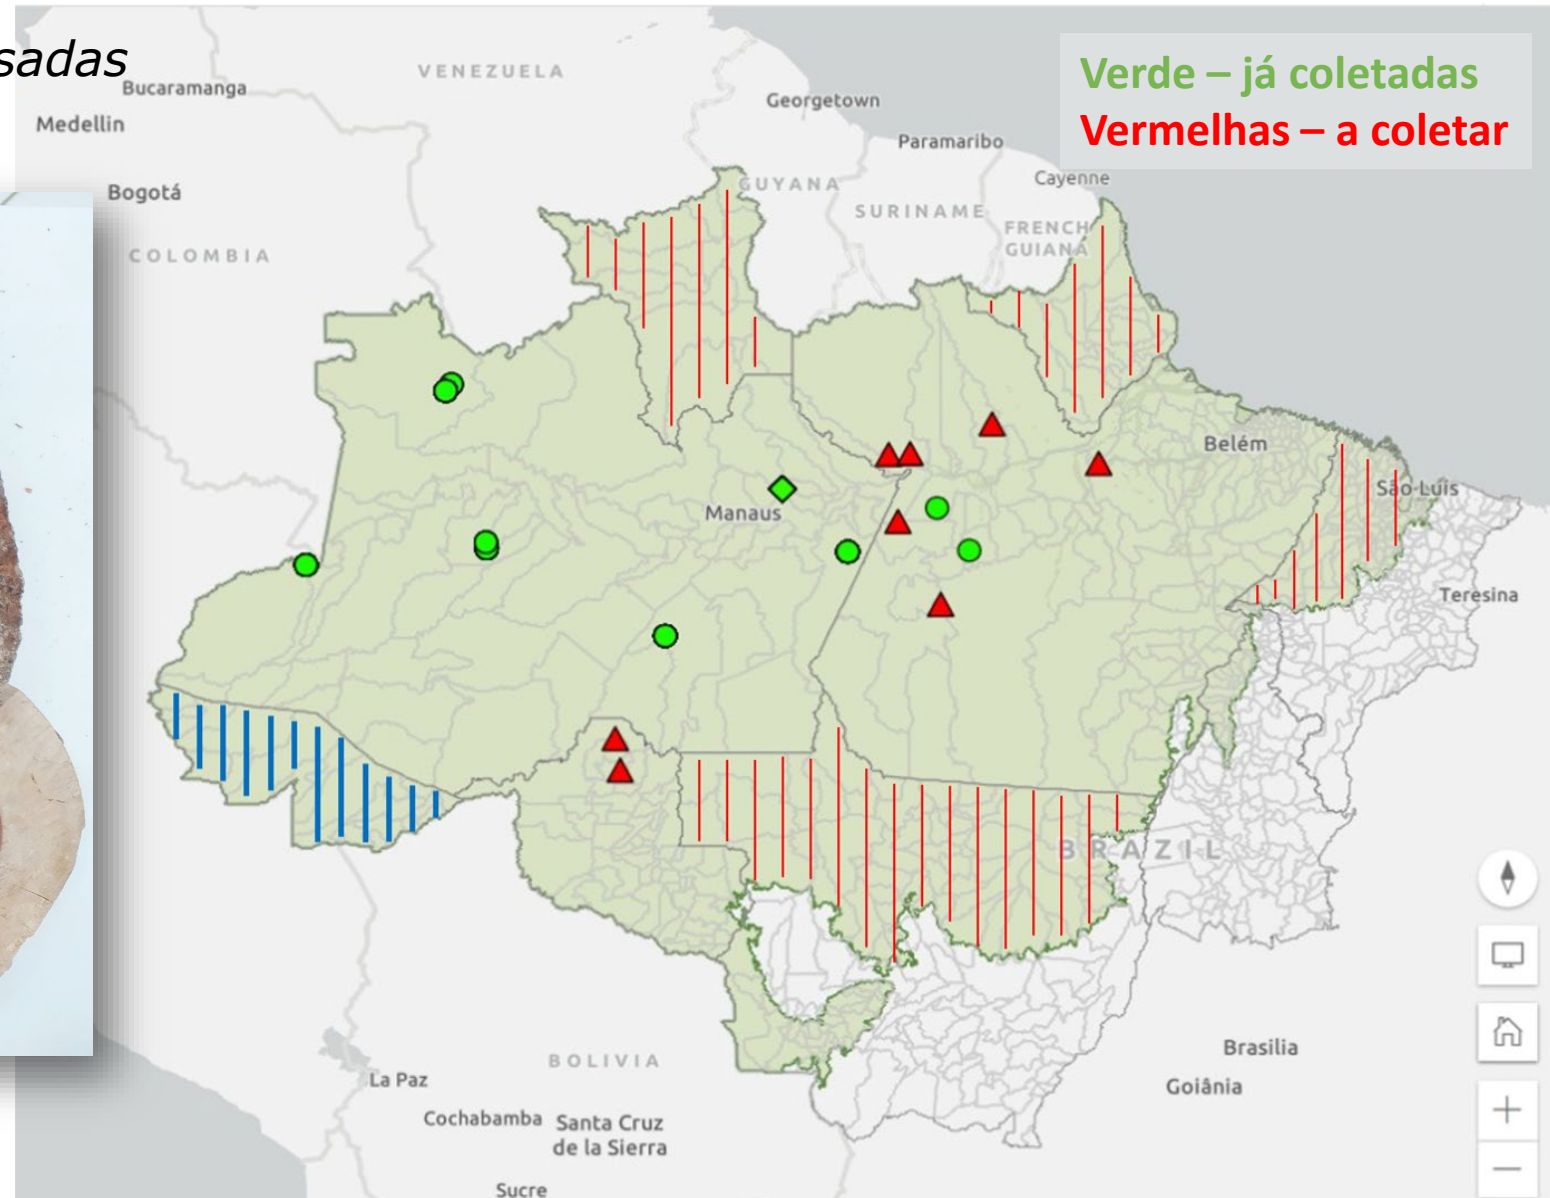 sadas
Verde – já coletadas
Vermelhas – a coletar
VENEZUELA
Bucaramanga
Georgetown
Medellin
Paramaribo
Cayenne
Bogotá
GUYANA
SURINAME
FRENCH
GUIANA
COLOMBIA
Belém
São Luís
Manaus
Teresina
BRAZIL
Brasilia
BOLIVIA
La Paz
Goiânia
Cochabamba
Santa Cruz
de la Sierra
Sucre